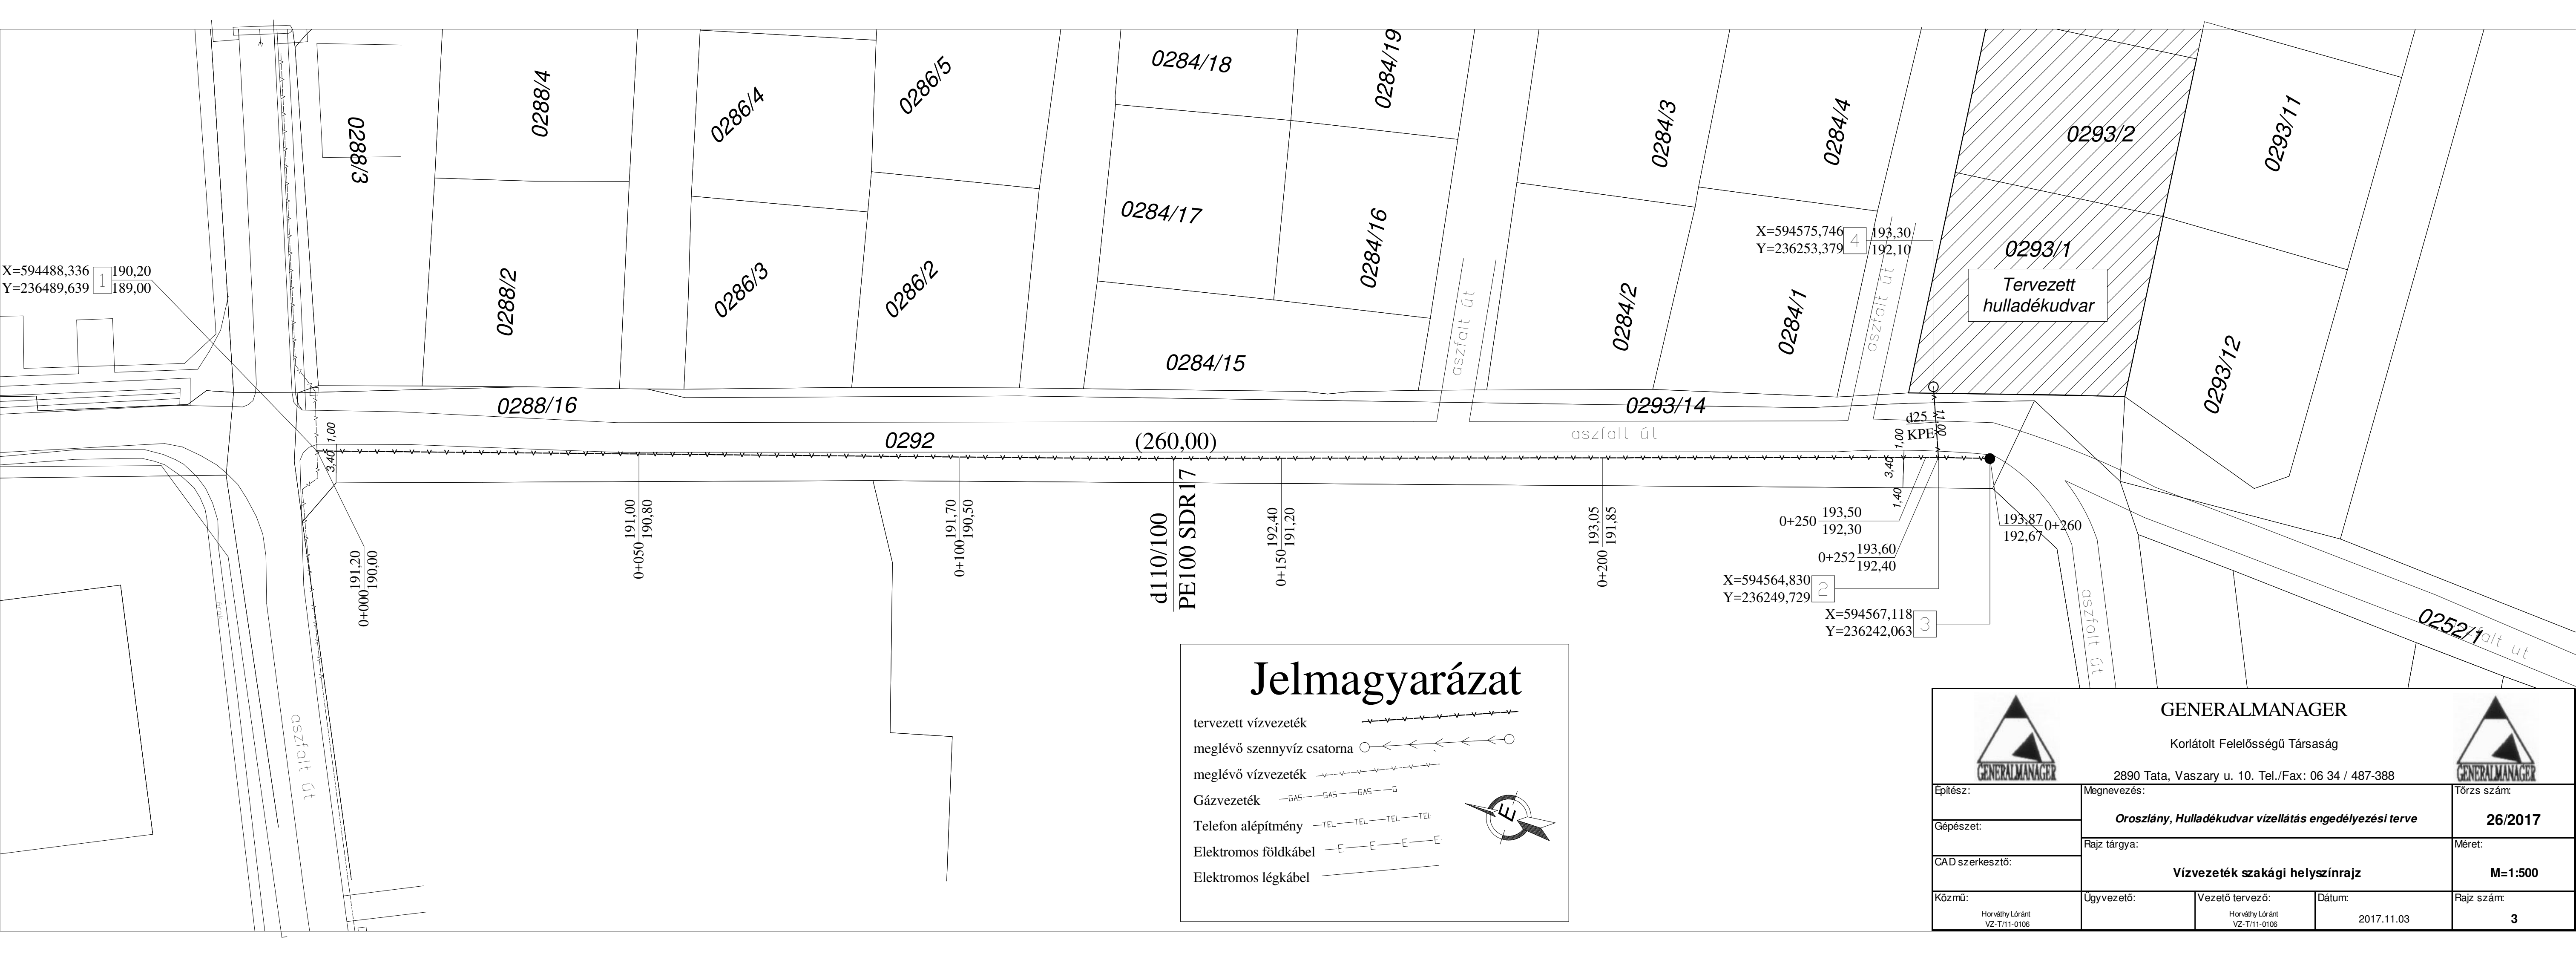 0288/3
0288/4
0288/2
0286/4
0286/5
0286/3
0286/2
0284/18
0284/19
0284/17
0284/16
0284/15
0284/3
0284/4
0284/2
0284/1
0293/2
0293/11
0293/1
Tervezett
hulladékudvar
0293/12
X=594488,336
Y=236489,639
1
190,20
189,00
X=594575,746
Y=236253,379
4
193,30
192,10
aszfalt út
aszfalt út
0288/16
0293/14
0292
(260,00)
aszfalt út
d25
KPE
11,00
1,00
3,40
1,00
3,40
1,40
0+000
191,20
190,00
0+050
191,00
190,80
0+100
191,70
190,50
d110/100
PE100 SDR17
0+150
192,40
191,20
0+200
193,05
191,85
0+250
193,50
192,30
0+252
193,60
192,40
193,87
192,67
0+260
X=594564,830
Y=236249,729
2
X=594567,118
Y=236242,063
3
aszfalt út
aszfalt út
0252/1
alt út
Jelmagyarázat
tervezett vízvezeték
meglévő szennyvíz csatorna
meglévő vízvezeték
Gázvezeték
GAS GAS GAS G
Telefon alépítmény
TEL TEL TEL TEL
Elektromos földkábel
E E E E
Elektromos légkábel
É
GENERALMANAGER
GENERALMANAGER
Korlátolt Felelősségű Társaság
2890 Tata, Vaszary u. 10. Tel./Fax: 06 34 / 487-388
GENERALMANAGER
Építész:
Gépészet:
CAD szerkesztő:
Megnevezés:
Oroszlány, Hulladékudvar vízellátás engedélyezési terve
Törzs szám:
26/2017
Rajz tárgya:
Vízvezeték szakági helyszínrajz
Méret:
M=1:500
Közmű:
Horváthy Lóránt
VZ-T/11-0106
Ügyvezető:
Vezető tervező:
Horváthy Lóránt
VZ-T/11-0106
Dátum:
2017.11.03
Rajz szám:
3